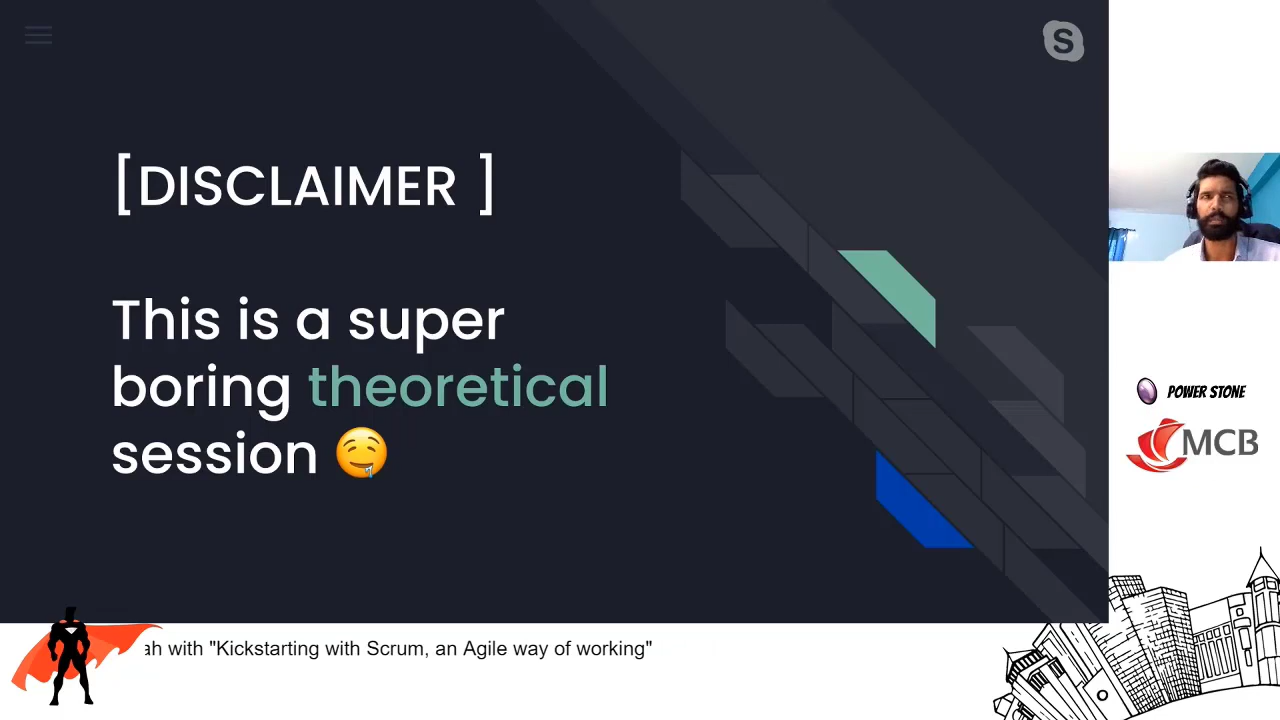 [DISCLAIMER ]
This is a super
boring theoretical
session 🤤
S
POWER STONE
MCB
ah with "Kickstarting with Scrum, an Agile way of working"